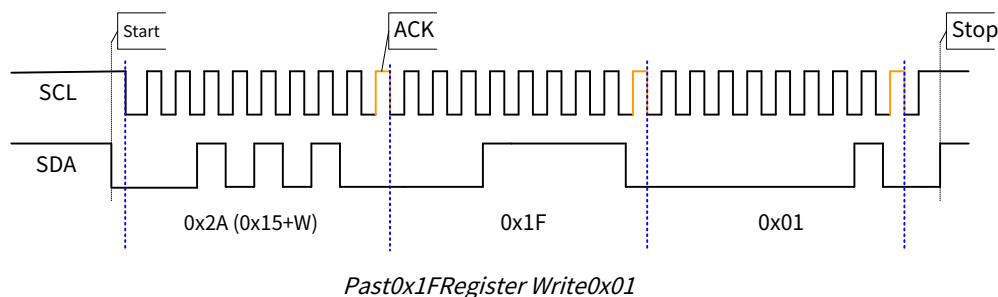 Start
ACK
Stop
SCL
SDA
0x2A (0x15+W)
0x1F
0x01
Past0x1FRegister Write0x01